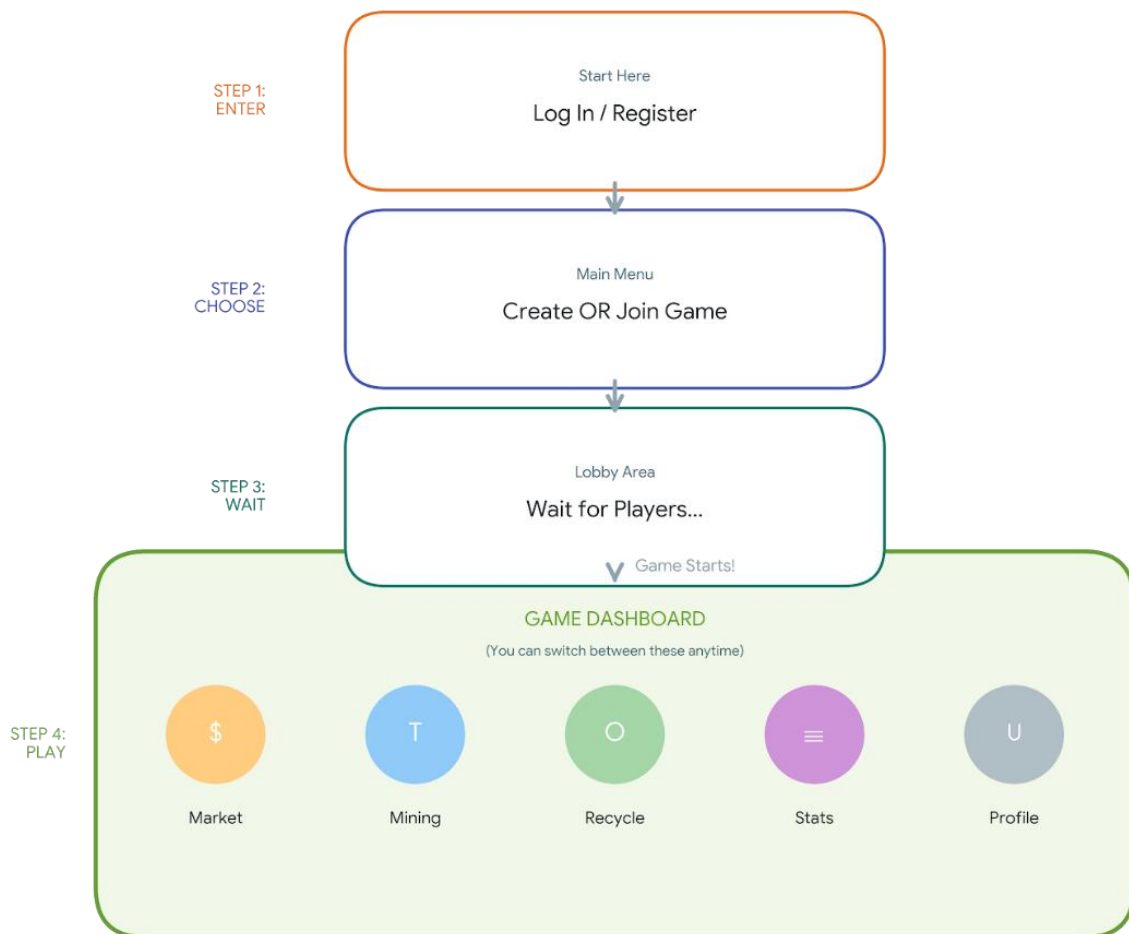 STEP 1:
ENTER
Start Here
Log In / Register
STEP 2:
CHOOSE
Main Menu
Create OR Join Game
STEP 3:
WAIT
Lobby Area
Wait for Players...
Game Starts!
GAME DASHBOARD
(You can switch between these anytime)
STEP 4:
PLAY
$
T
O
U
Market
Mining
Recycle
Stats
Profile